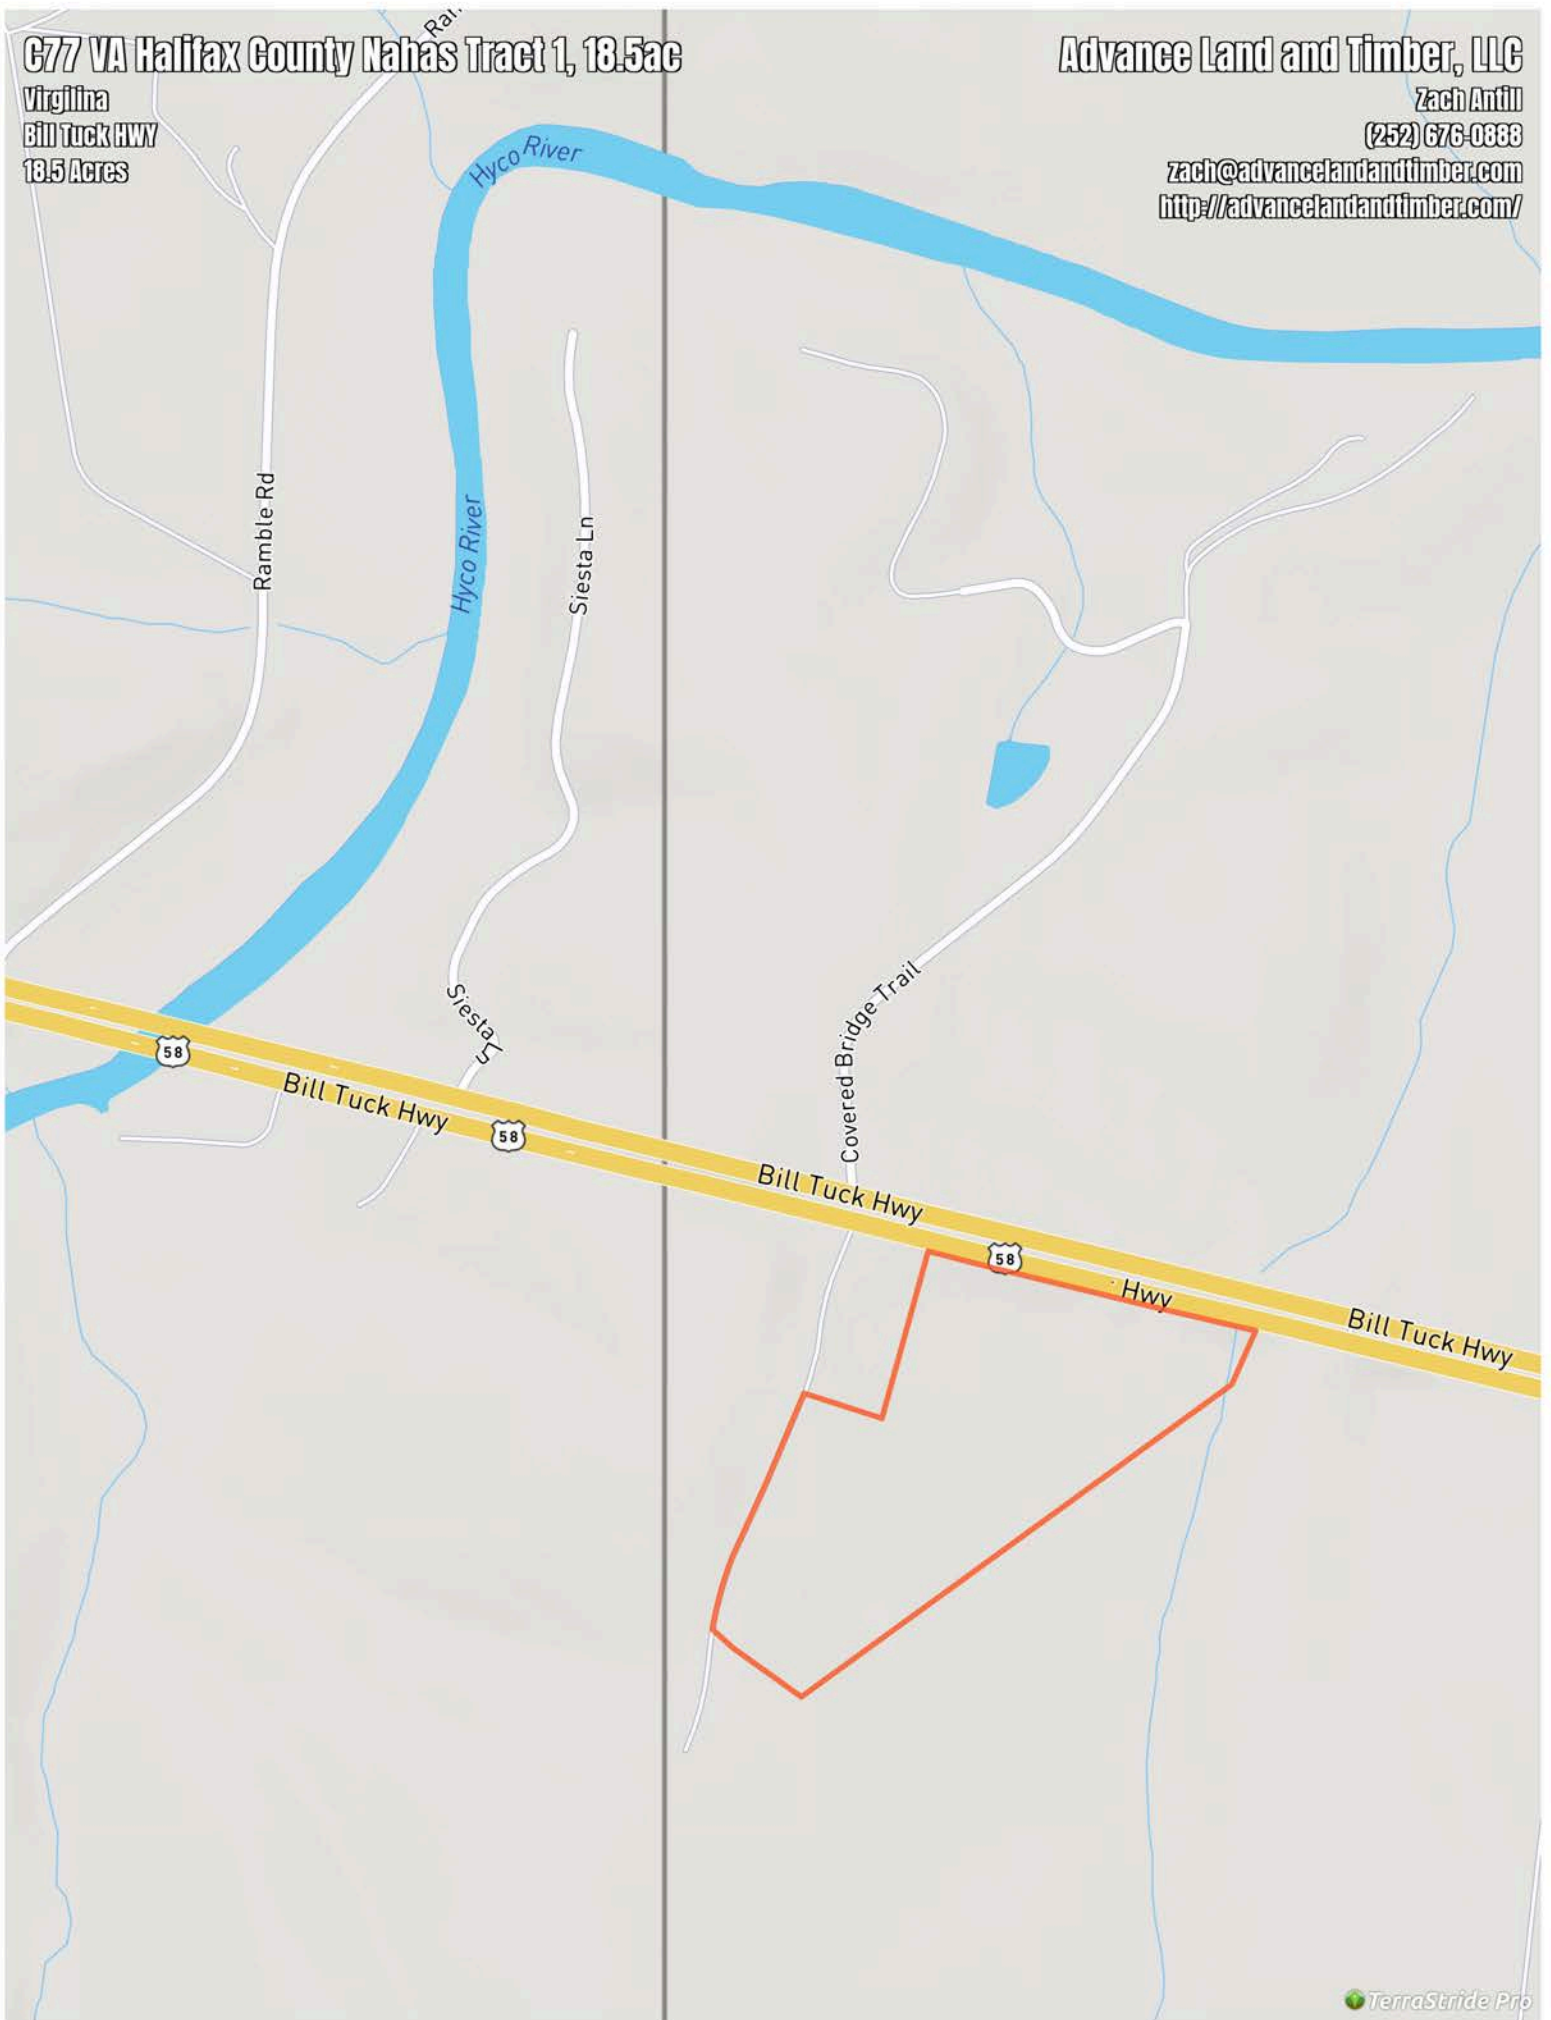 C77 VA Halifax County Nahas Tract 1, 18.5ac
Virgilina
Bill Tuck HWY
18.5 Acres
Advance Land and Timber, LLC
Zach Antill
(252) 676-0888
zach@advancelandandtimber.com
http://advancelandandtimber.com/
Hyco River
Ramble Rd
Hyco River
Siesta Ln
Covered Bridge Trail
Siesta Ln
58
Bill Tuck Hwy
58
Bill Tuck Hwy
58
Hwy
Bill Tuck Hwy
TerraStride Pro